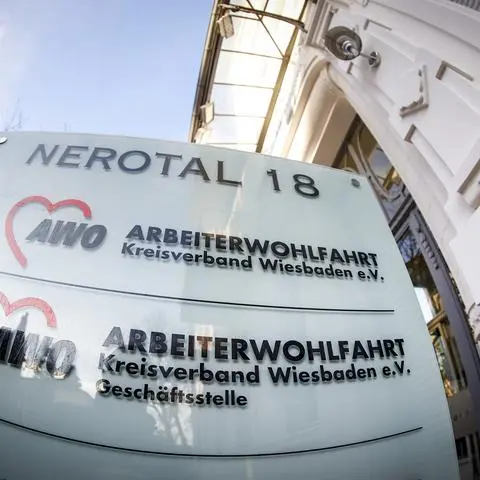 NEROTAL 18
AWO
ARBEITERWOHLFAHRT
Kreisverband Wiesbaden e.V.
AWO
ARBEITERWOHLFAHRT
Kreisverband Wiesbaden e.V.
Geschäftsstelle